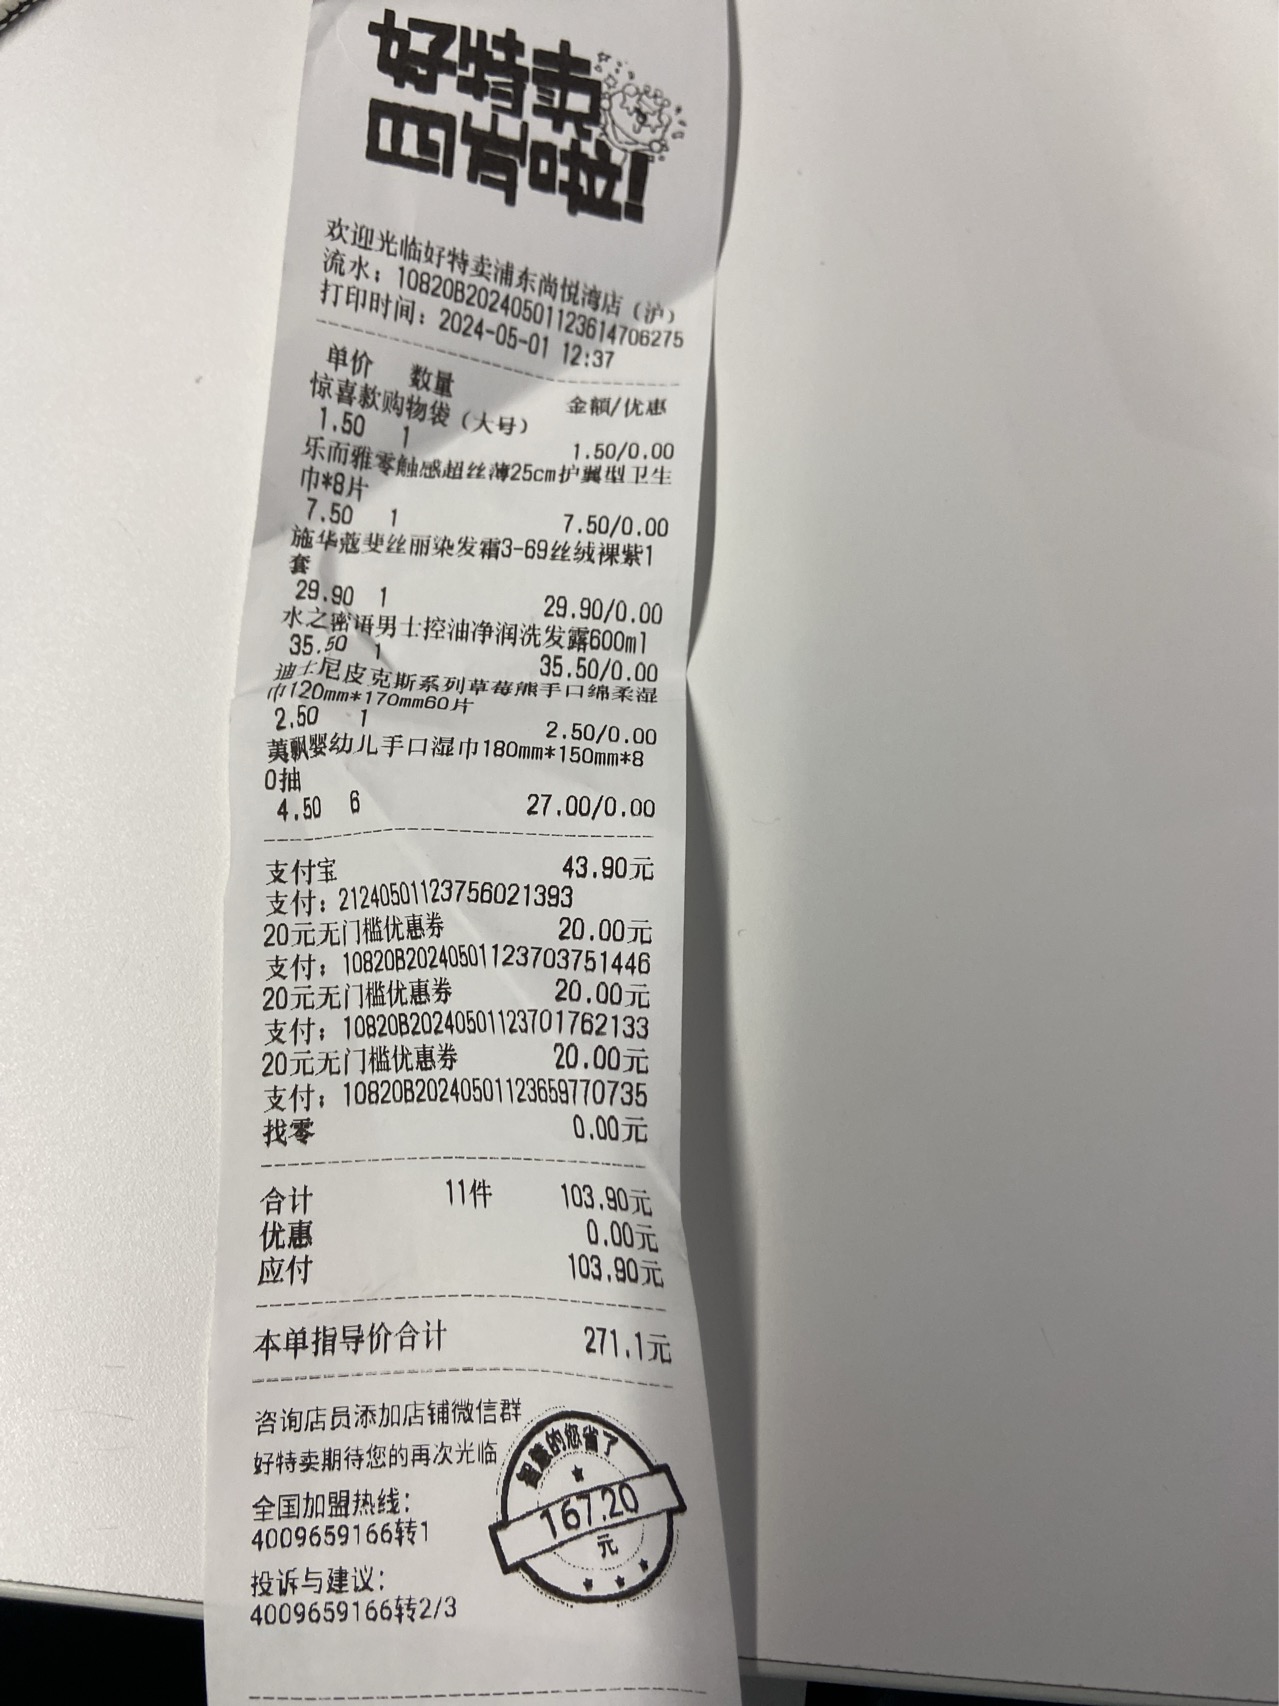 好特卖
目标哇!
欢迎光临好特卖浦东尚悦湾店（沪）
流水：10820B20240501123614706275
打印时间：2024-05-01 12:37
单价 数量 金額/优惠
惊喜款购物袋（大号）
1.50 1 1.50/0.00
乐而雅零触感超丝薄25cm护翼型卫生
巾*8片
7.50 1 7.50/0.00
施华蔻斐丝丽染发霜3-69丝绒裸紫1
套
29.90 1 29.90/0.00
水之密语男士控油净润洗发露600ml
35.50 1 35.50/0.00
迪士尼皮克斯系列草莓熊手口绵柔湿
巾120mm*170mm60片
2.50 1 2.50/0.00
萬飘婴幼儿手口湿巾180mm*150mm*8
0抽
4.50 6 27.00/0.00
支付宝 43.90元
支付：21240501123756021393
20元无门槛优惠券 20.00元
支付：10820B20240501123703751446
20元无门槛优惠券 20.00元
支付：10820B20240501123701762133
20元无门槛优惠券 20.00元
支付：10820B20240501123659770735
找零 0.00元
合计 11件 103.90元
优惠 0.00元
应付 103.90元
本单指导价合计 271.1元
咨询店员添加店铺微信群
好特卖期待您的再次光临
全国加盟热线：
4009659166转1
投诉与建议：
4009659166转2/3
的您省了
167.20
元